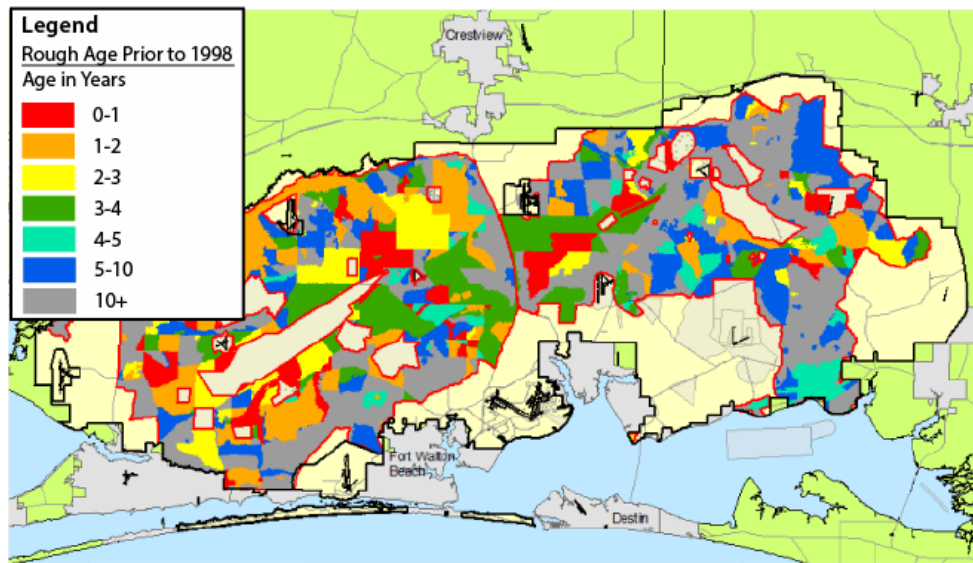 Legend
Rough Age Prior to 1998
Age in Years
0-1
1-2
2-3
3-4
4-5
5-10
10+
Crestview
Fort Walton
Beach
Destin